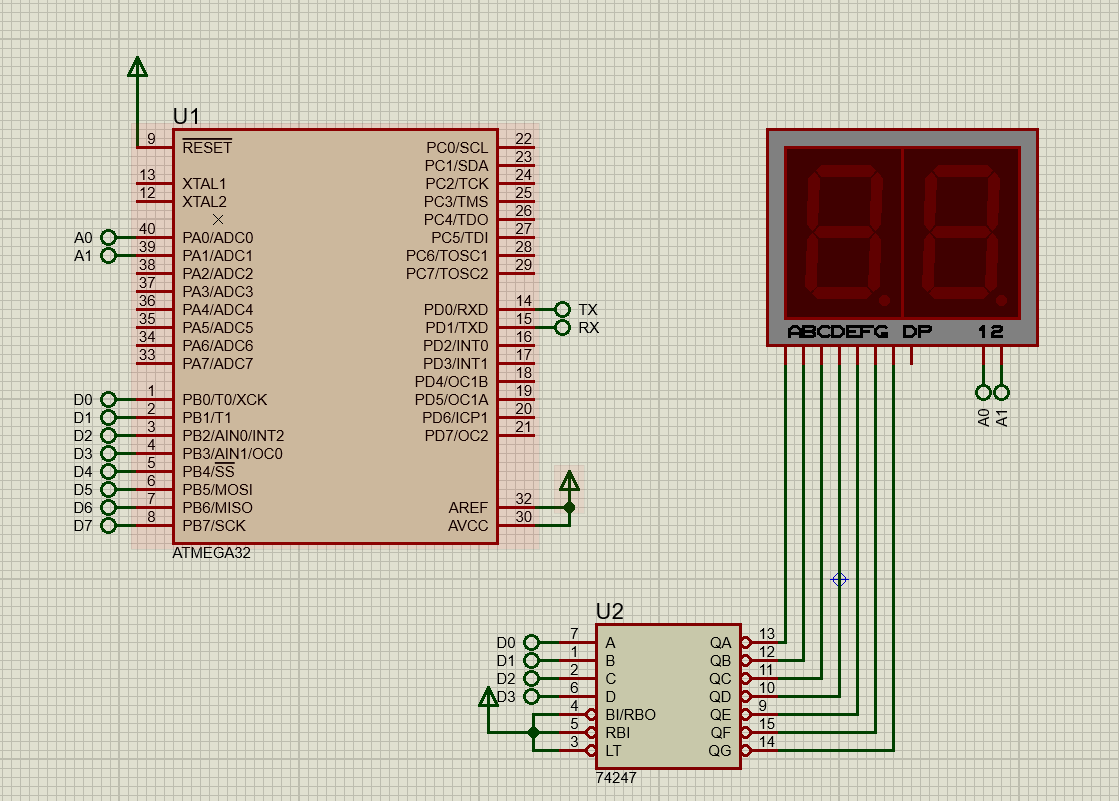 U1
9 RESET
13 XTAL1
12 XTAL2
40 PA0/ADC0
39 PA1/ADC1
38 PA2/ADC2
37 PA3/ADC3
36 PA4/ADC4
35 PA5/ADC5
34 PA6/ADC6
33 PA7/ADC7
1 PB0/T0/XCK
2 PB1/T1
3 PB2/AIN0/INT2
4 PB3/AIN1/OC0
5 PB4/SS
6 PB5/MOSI
7 PB6/MISO
8 PB7/SCK
A0
A1
D0
D1
D2
D3
D4
D5
D6
D7
PC0/SCL 22
PC1/SDA 23
PC2/TCK 24
PC3/TMS 25
PC4/TDO 26
PC5/TDI 27
PC6/TOSC1 28
PC7/TOSC2 29
PD0/RXD 14 TX
PD1/TXD 15 RX
PD2/INT0 16
PD3/INT1 17
PD4/OC1B 18
PD5/OC1A 19
PD6/ICP1 20
PD7/OC2 21
AREF 32
AVCC 30
ATMEGA32
ABCDEFG DP 12
A0
A1
U2
D0 7 A QA 13
D1 1 B QB 12
D2 2 C QC 11
D3 6 D QD 10
4 BI/RBO QE 9
5 RBI QF 15
3 LT QG 14
74247